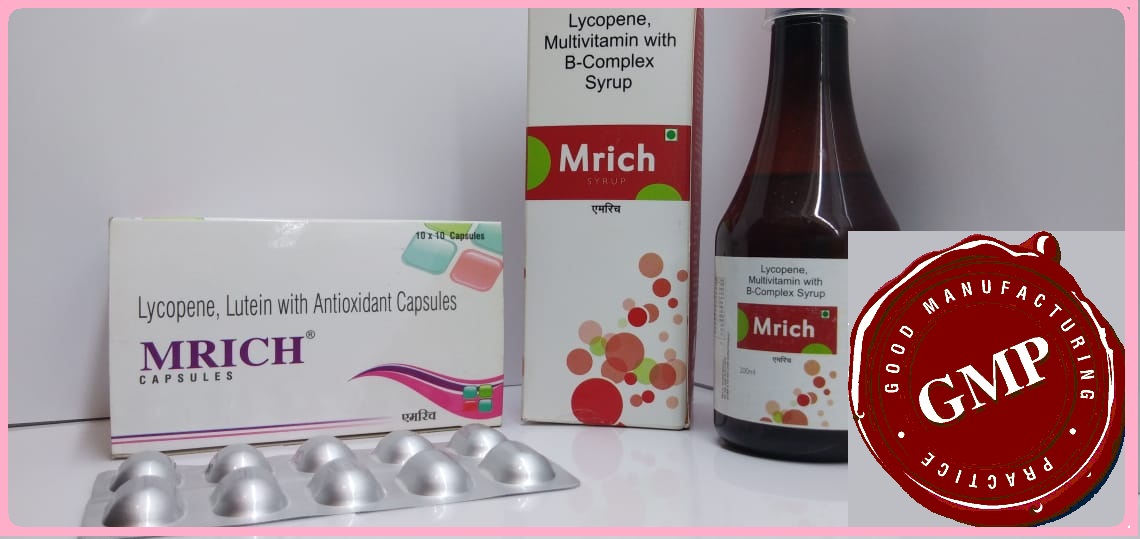 10 x 10 Capsules
Lycopene, Lutein with Antioxidant Capsules
MRICH®
CAPSULES
एमरिच
Lycopene,
Multivitamin with
B-Complex
Syrup
Mrich
SYRUP
एमरिच
Lycopene,
Multivitamin with
B-Complex Syrup
Mrich
एमरिच
200ml
GOOD MANUFACTURING
GMP
PRACTICE